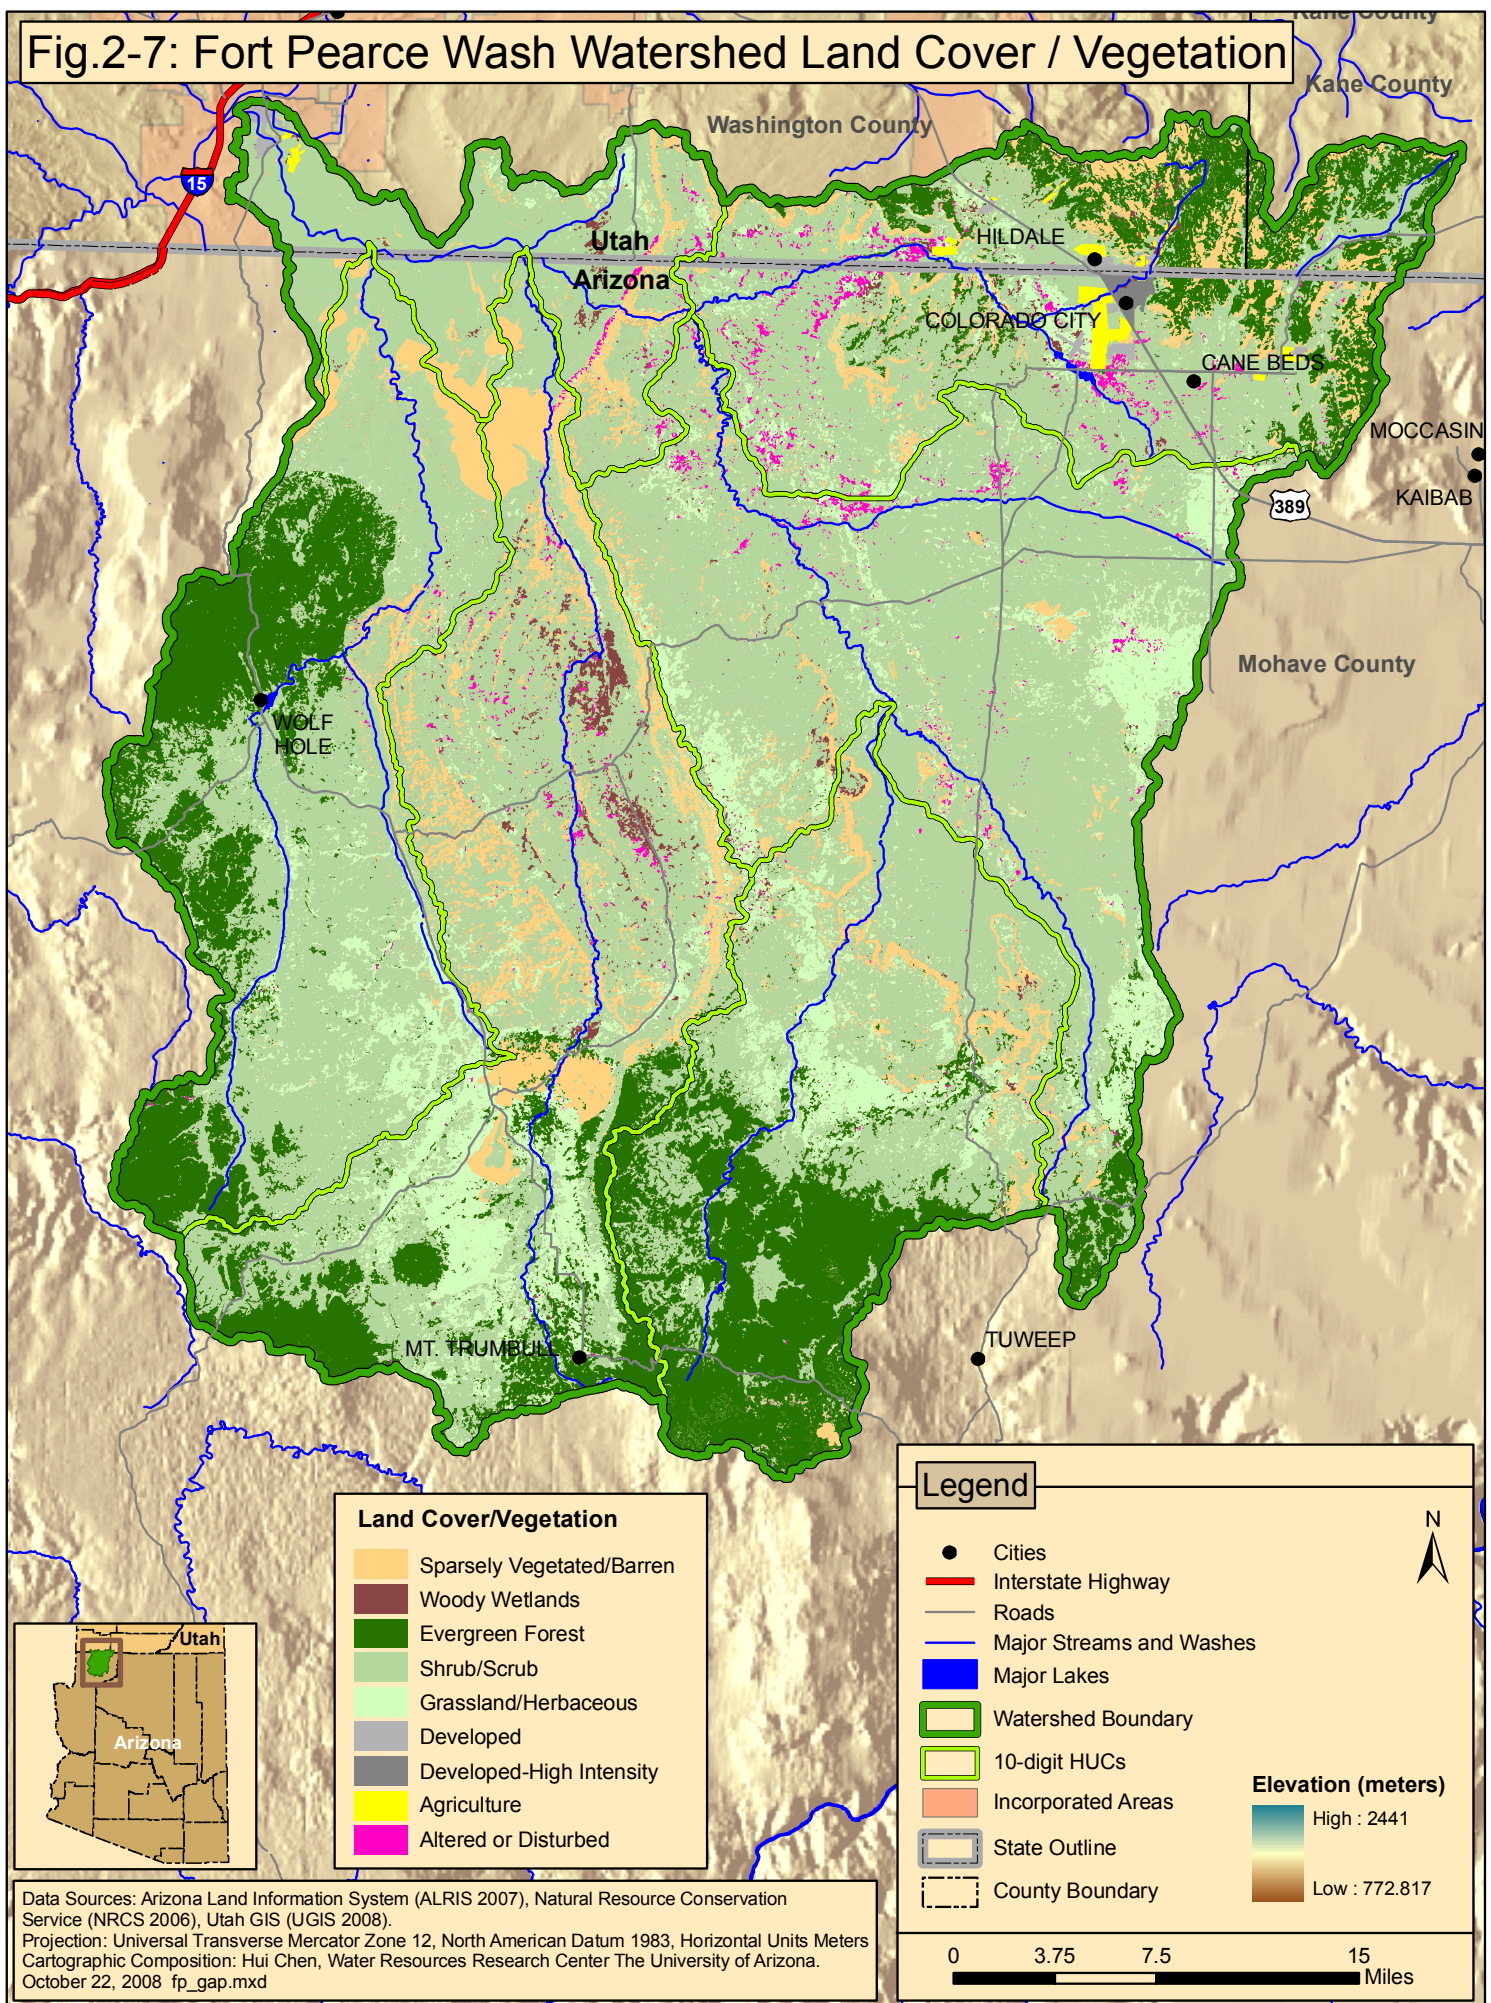 Kane County
Fig.2-7: Fort Pearce Wash Watershed Land Cover / Vegetation
Kane County
Washington County
15
Utah
Arizona
HILDALE
COLORADO CITY
CANE BEDS
MOCCASIN
KAIBAB
389
Mohave County
WOLF
HOLE
MT. TRUMBULL
TUWEEP
Land Cover/Vegetation
Sparsely Vegetated/Barren
Woody Wetlands
Evergreen Forest
Shrub/Scrub
Grassland/Herbaceous
Developed
Developed-High Intensity
Agriculture
Altered or Disturbed
Utah
Arizona
Legend
N
Cities
Interstate Highway
Roads
Major Streams and Washes
Major Lakes
Watershed Boundary
10-digit HUCs
Incorporated Areas
State Outline
County Boundary
Elevation (meters)
High : 2441
Low : 772.817
0 3.75 7.5 15
Miles
Data Sources: Arizona Land Information System (ALRIS 2007), Natural Resource Conservation
Service (NRCS 2006), Utah GIS (UGIS 2008).
Projection: Universal Transverse Mercator Zone 12, North American Datum 1983, Horizontal Units Meters
Cartographic Composition: Hui Chen, Water Resources Research Center The University of Arizona.
October 22, 2008 fp_gap.mxd